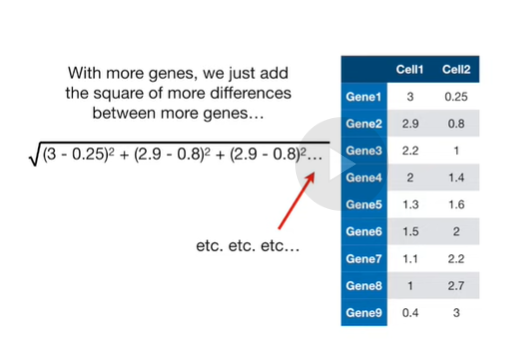 With more genes, we just add
the square of more differences
between more genes…
√(3 - 0.25)² + (2.9 - 0.8)² + (2.9 - 0.8)²…
etc. etc. etc…
Cell1 Cell2
Gene1 3 0.25
Gene2 2.9 0.8
Gene3 2.2 1
Gene4 2 1.4
Gene5 1.3 1.6
Gene6 1.5 2
Gene7 1.1 2.2
Gene8 1 2.7
Gene9 0.4 3